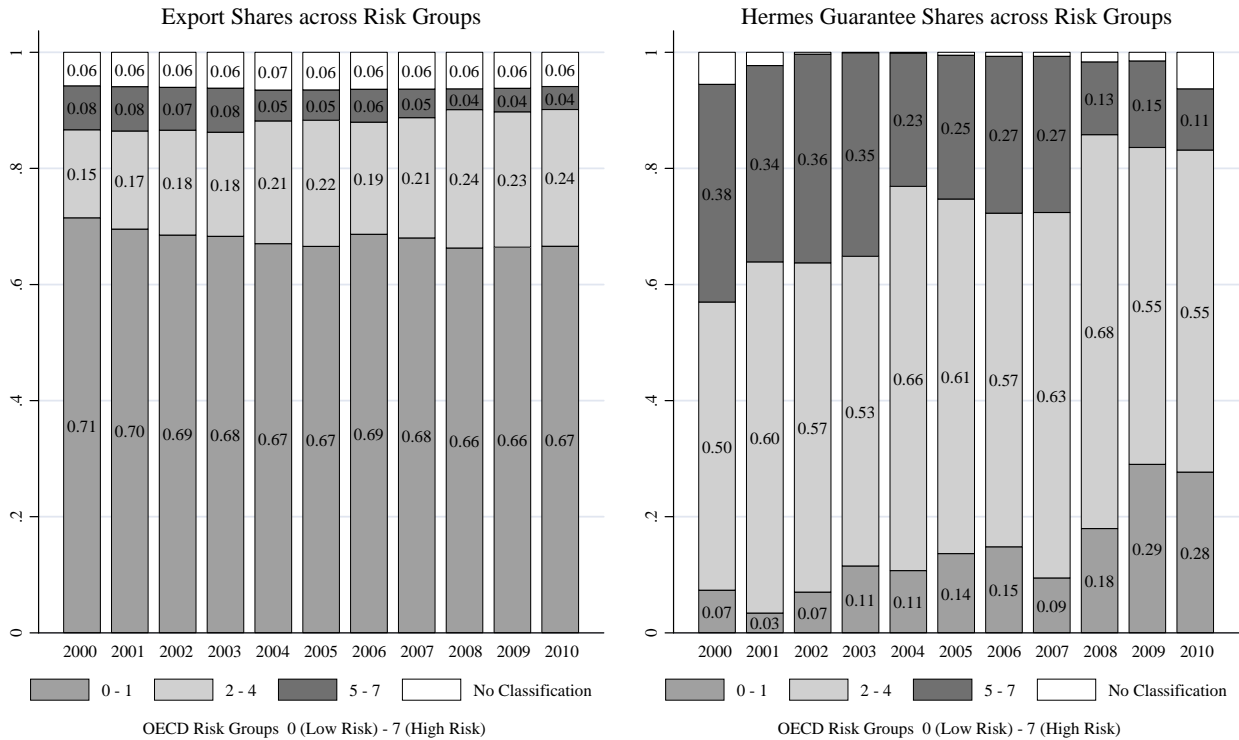 Export Shares across Risk Groups
1
0.06 0.06 0.06 0.06 0.07 0.06 0.06 0.06 0.06 0.06 0.06
0.08 0.08 0.07 0.08 0.05 0.05 0.06 0.05 0.04 0.04 0.04
.8
0.15 0.17 0.18 0.18 0.21 0.22 0.19 0.21 0.24 0.23 0.24
.6
.4
0.71 0.70 0.69 0.68 0.67 0.67 0.69 0.68 0.66 0.66 0.67
.2
0
2000 2001 2002 2003 2004 2005 2006 2007 2008 2009 2010
0 - 1 2 - 4 5 - 7 No Classification
OECD Risk Groups 0 (Low Risk) - 7 (High Risk)
Hermes Guarantee Shares across Risk Groups
1
.8
0.38 0.34 0.36 0.35 0.23 0.25 0.27 0.27 0.13 0.15 0.11
.6
.4
0.50 0.60 0.57 0.53 0.66 0.61 0.57 0.63 0.68 0.55 0.55
.2
0.07 0.03 0.07 0.11 0.11 0.14 0.15 0.09 0.18 0.29 0.28
0
2000 2001 2002 2003 2004 2005 2006 2007 2008 2009 2010
0 - 1 2 - 4 5 - 7 No Classification
OECD Risk Groups 0 (Low Risk) - 7 (High Risk)